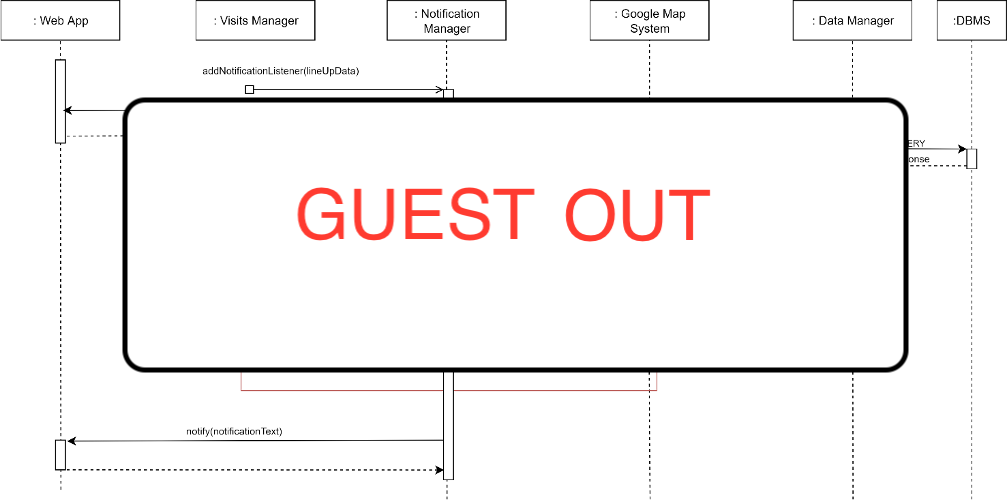 : Web App
: Visits Manager
: Notification
Manager
: Google Map
System
: Data Manager
:DBMS
addNotificationListener(lineUpData)
GUEST OUT
notify(notificationText)